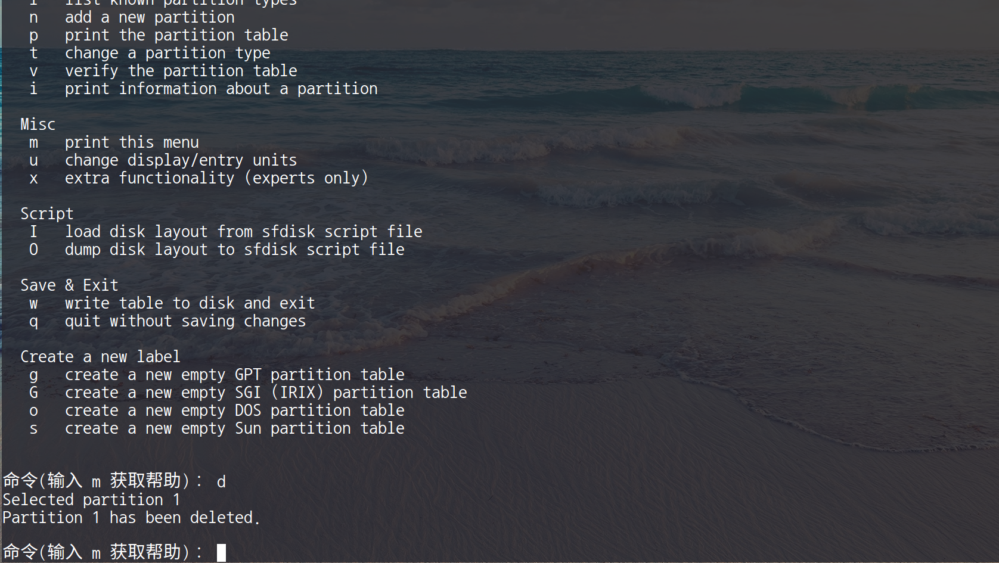 l   list known partition types
n   add a new partition
p   print the partition table
t   change a partition type
v   verify the partition table
i   print information about a partition
Misc
m   print this menu
u   change display/entry units
x   extra functionality (experts only)
Script
I   load disk layout from sfdisk script file
O   dump disk layout to sfdisk script file
Save & Exit
w   write table to disk and exit
q   quit without saving changes
Create a new label
g   create a new empty GPT partition table
G   create a new empty SGI (IRIX) partition table
o   create a new empty DOS partition table
s   create a new empty Sun partition table
命令(输入 m 获取帮助)： d
Selected partition 1
Partition 1 has been deleted.
命令(输入 m 获取帮助)：